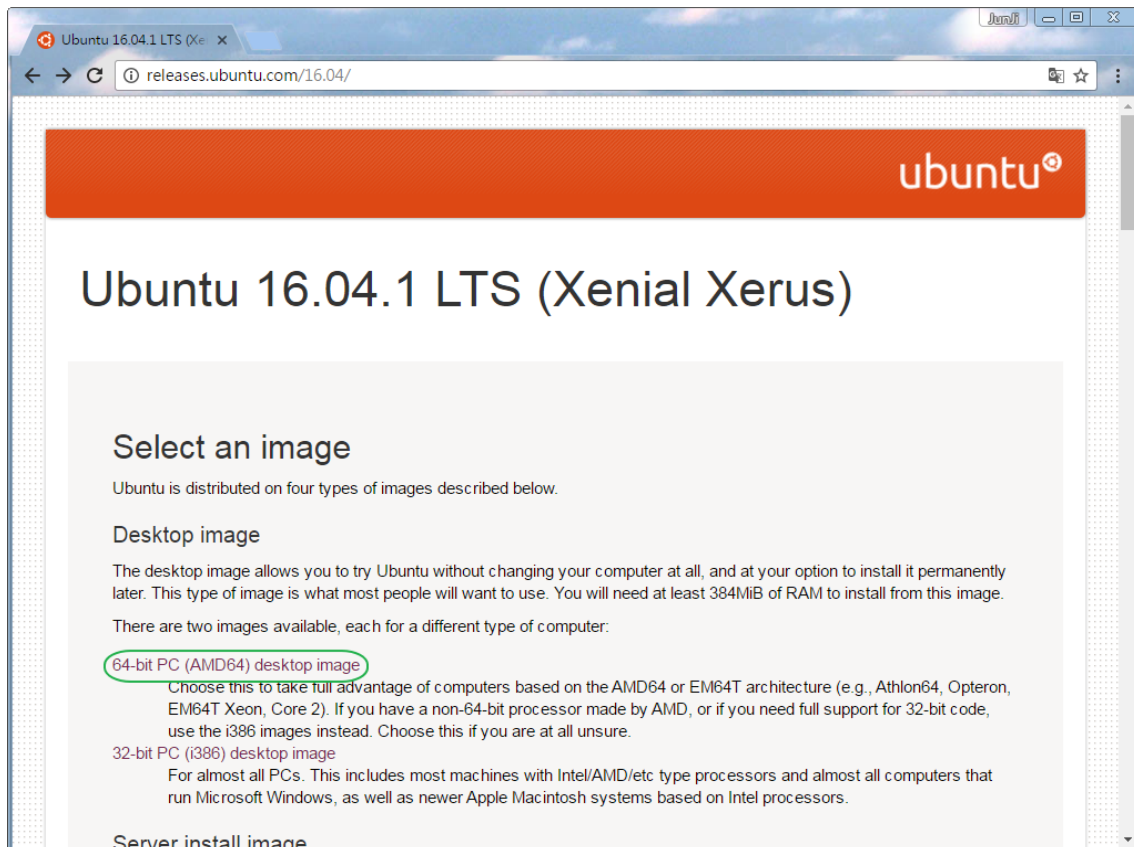 JunJi
Ubuntu 16.04.1 LTS (Xe
releases.ubuntu.com/16.04/
ubuntu
Ubuntu 16.04.1 LTS (Xenial Xerus)
Select an image
Ubuntu is distributed on four types of images described below.
Desktop image
The desktop image allows you to try Ubuntu without changing your computer at all, and at your option to install it permanently
later. This type of image is what most people will want to use. You will need at least 384MiB of RAM to install from this image.
There are two images available, each for a different type of computer:
64-bit PC (AMD64) desktop image
Choose this to take full advantage of computers based on the AMD64 or EM64T architecture (e.g., Athlon64, Opteron,
EM64T Xeon, Core 2). If you have a non-64-bit processor made by AMD, or if you need full support for 32-bit code,
use the i386 images instead. Choose this if you are at all unsure.
32-bit PC (i386) desktop image
For almost all PCs. This includes most machines with Intel/AMD/etc type processors and almost all computers that
run Microsoft Windows, as well as newer Apple Macintosh systems based on Intel processors.
Server install image